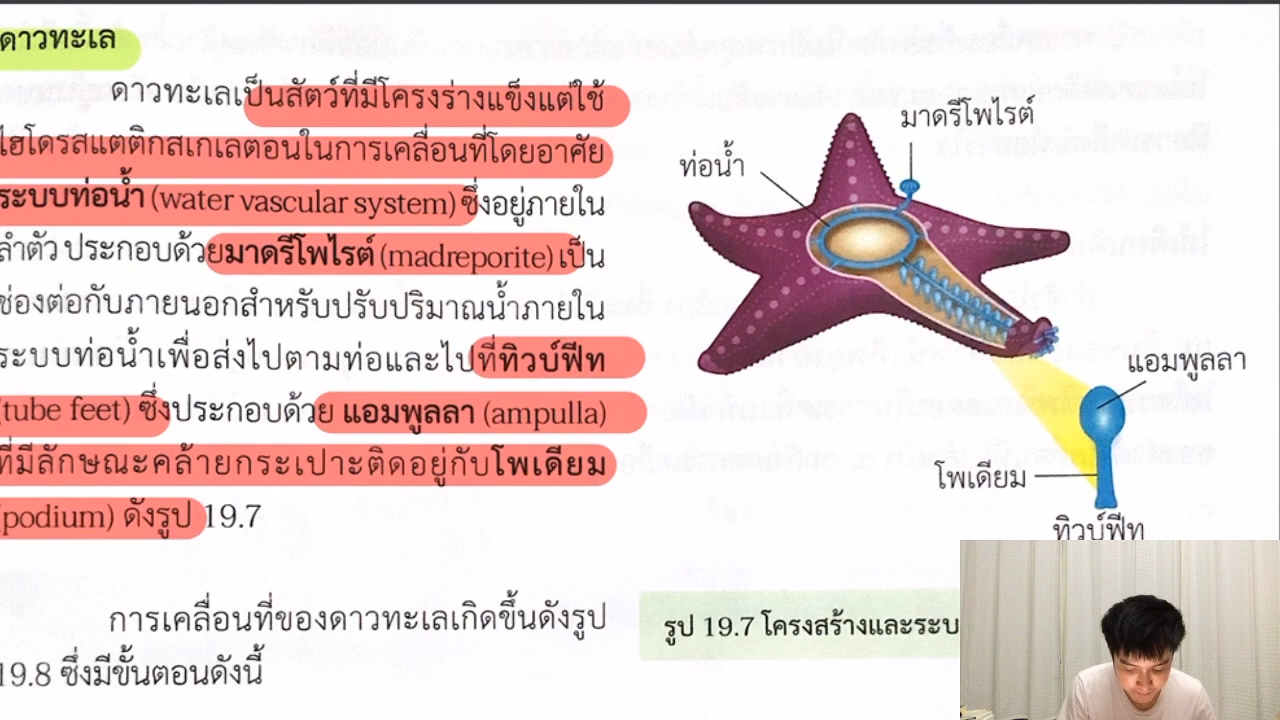 ดาวทะเล
ดาวทะเลเป็นสัตว์ที่มีโครงร่างแข็งแต่ใช้
ไฮโดรสแตติกสเกเลตอนในการเคลื่อนที่โดยอาศัย
ระบบท่อน้ำ (water vascular system) ซึ่งอยู่ภายใน
ลำตัว ประกอบด้วยมาดรีโพไรต์ (madreporite) เป็น
ช่องต่อกับภายนอกสำหรับปรับปริมาณน้ำภายใน
ระบบท่อน้ำเพื่อส่งไปตามท่อและไปที่ทิวบ์ฟีท
(tube feet) ซึ่งประกอบด้วย แอมพูลลา (ampulla)
ที่มีลักษณะคล้ายกระเปาะติดอยู่กับโพเดียม
(podium) ดังรูป 19.7
การเคลื่อนที่ของดาวทะเลเกิดขึ้นดังรูป
19.8 ซึ่งมีขั้นตอนดังนี้
มาดรีโพไรต์
ท่อน้ำ
แอมพูลลา
โพเดียม
ทิวบ์ฟีท
รูป 19.7 โครงสร้างและระบ